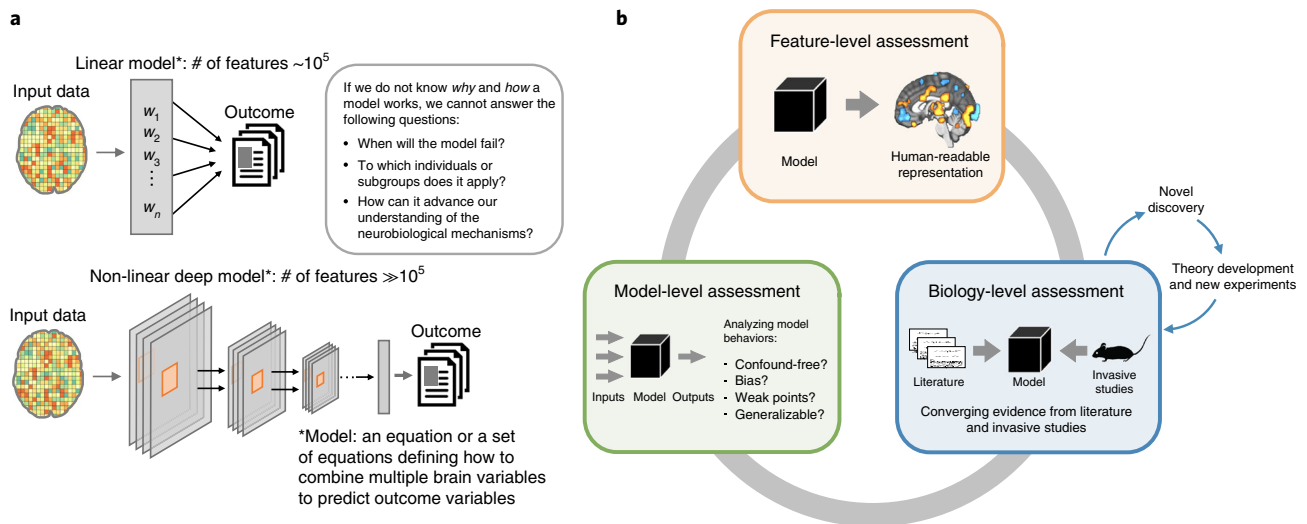 a
Linear model*: # of features ~10⁵
Input data
w₁
w₂
w₃
⋮
wₙ
Outcome
If we do not know why and how a
model works, we cannot answer the
following questions:
• When will the model fail?
• To which individuals or
subgroups does it apply?
• How can it advance our
understanding of the
neurobiological mechanisms?
Non-linear deep model*: # of features ≫10⁵
Input data
Outcome
*Model: an equation or a set
of equations defining how to
combine multiple brain variables
to predict outcome variables
b
Feature-level assessment
Model
Human-readable
representation
Model-level assessment
Inputs Model Outputs
Analyzing model
behaviors:
- Confound-free?
- Bias?
- Weak points?
- Generalizable?
Biology-level assessment
Literature
Model
Invasive
studies
Converging evidence from literature
and invasive studies
Novel
discovery
Theory development
and new experiments